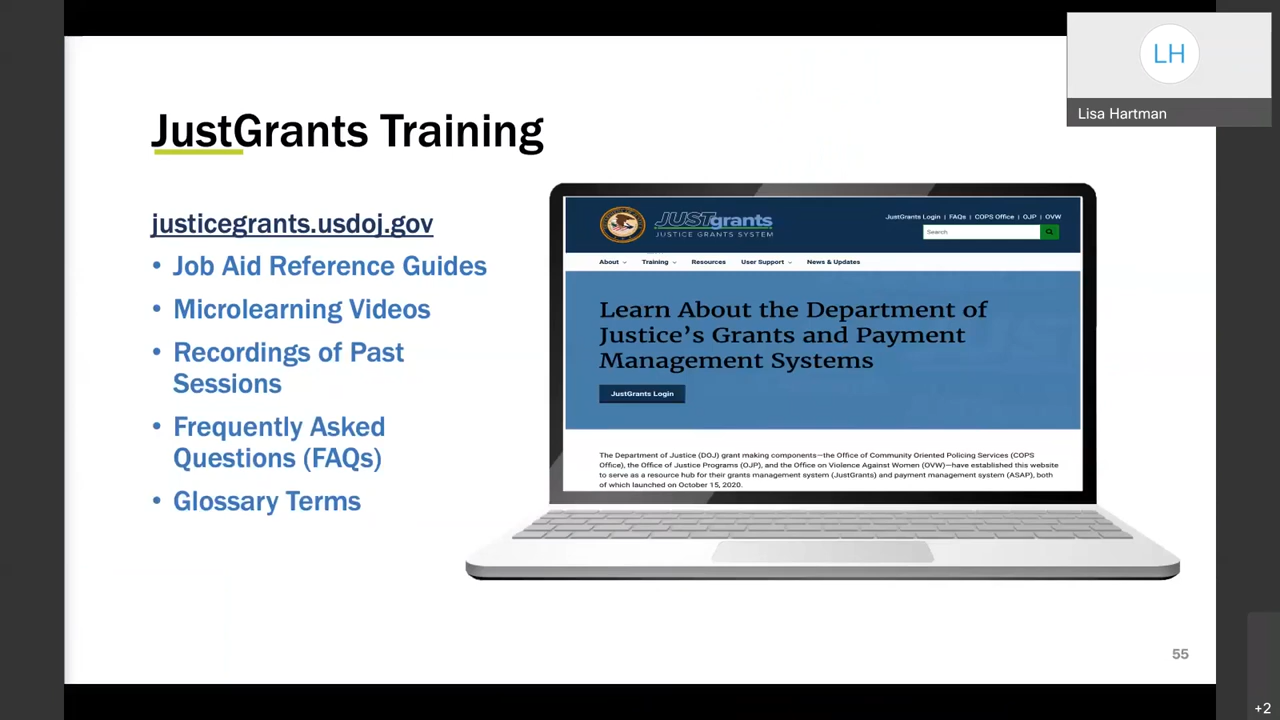 LH
Lisa Hartman
JustGrants Training
justicegrants.usdoj.gov
• Job Aid Reference Guides
• Microlearning Videos
• Recordings of Past
Sessions
• Frequently Asked
Questions (FAQs)
• Glossary Terms
JUSTgrants
JUSTICE GRANTS SYSTEM
JustGrants Login | FAQs | COPS Office | OJP | OVW
Search
About Training Resources User Support News & Updates
Learn About the Department of
Justice's Grants and Payment
Management Systems
JustGrants Login
The Department of Justice (DOJ) grant making components—the Office of Community Oriented Policing Services (COPS
Office), the Office of Justice Programs (OJP), and the Office on Violence Against Women (OVW)—have established this website
to serve as a resource hub for their grants management system (JustGrants) and payment management system (ASAP), both
of which launched on October 15, 2020.
55
+2